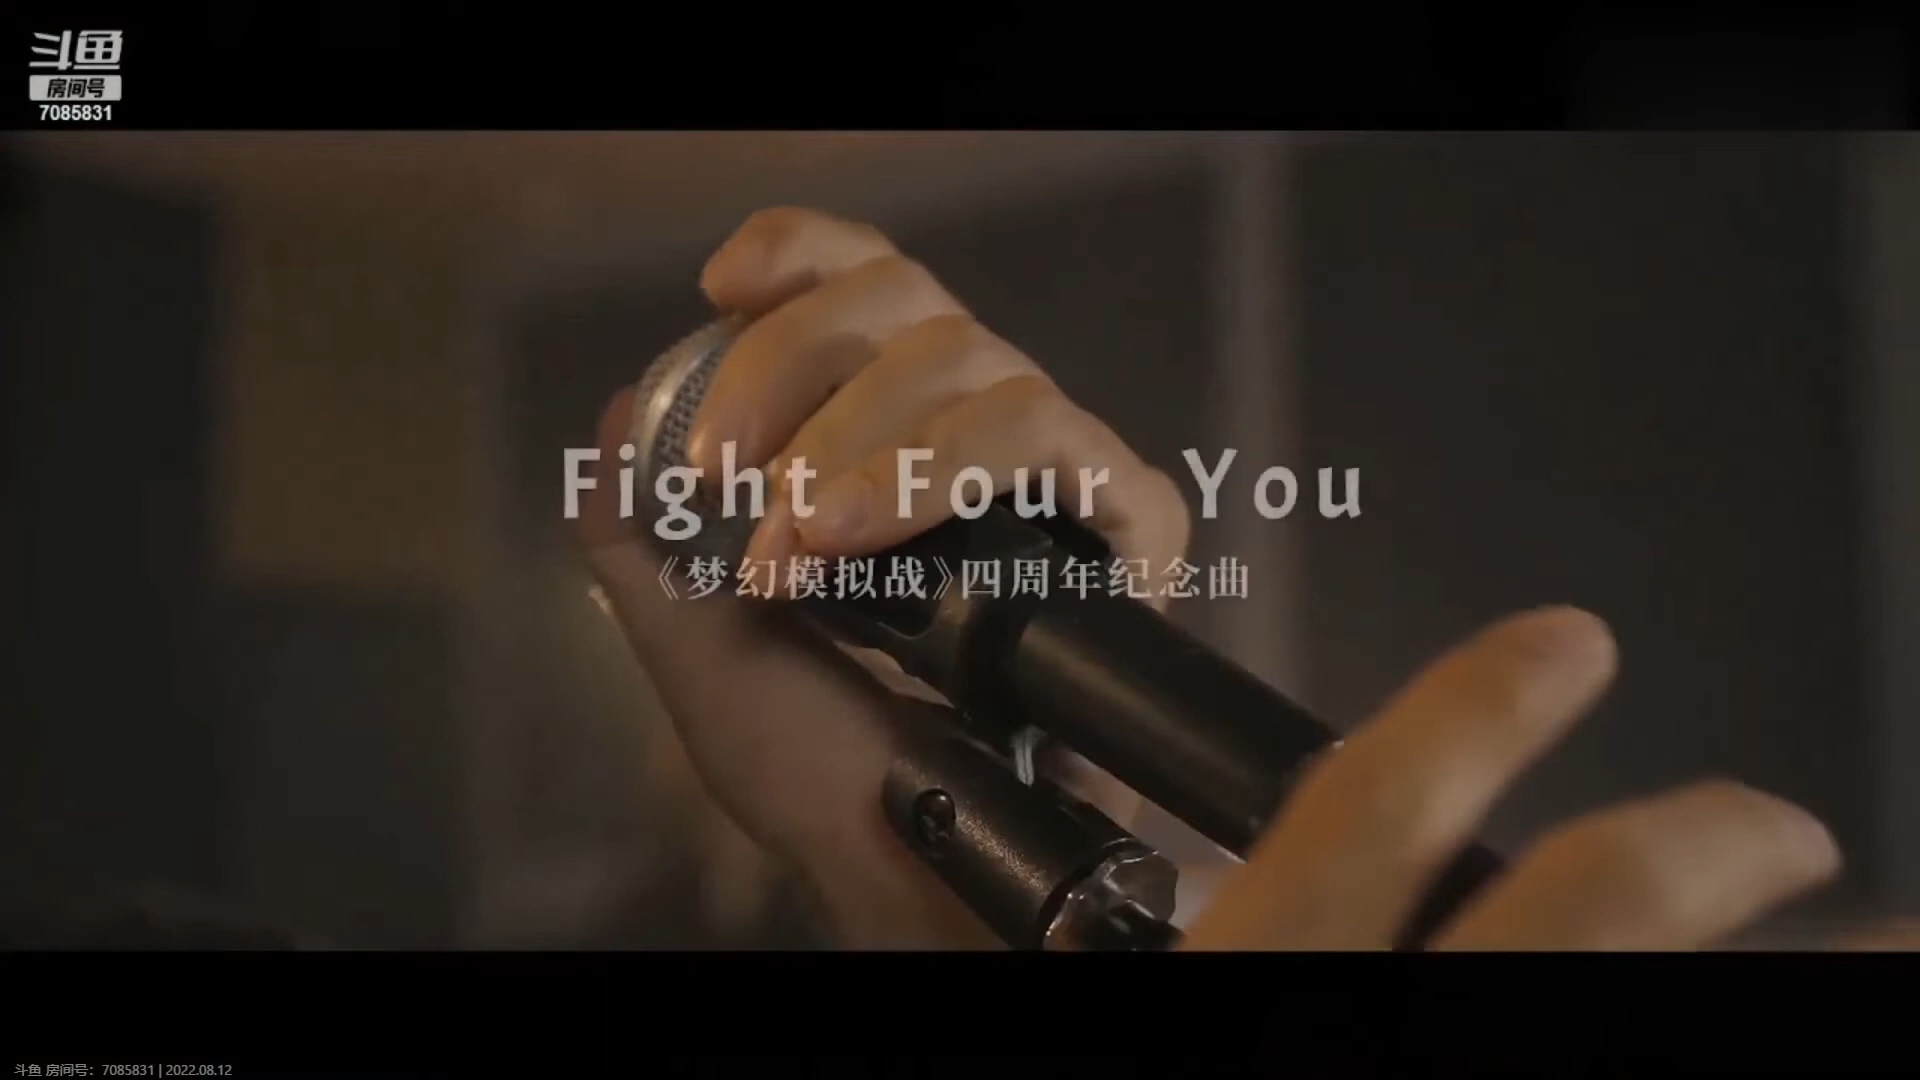 斗鱼
房间号
7085831
Fight Four You
《梦幻模拟战》四周年纪念曲
斗鱼 房间号：7085831 | 2022.08.12